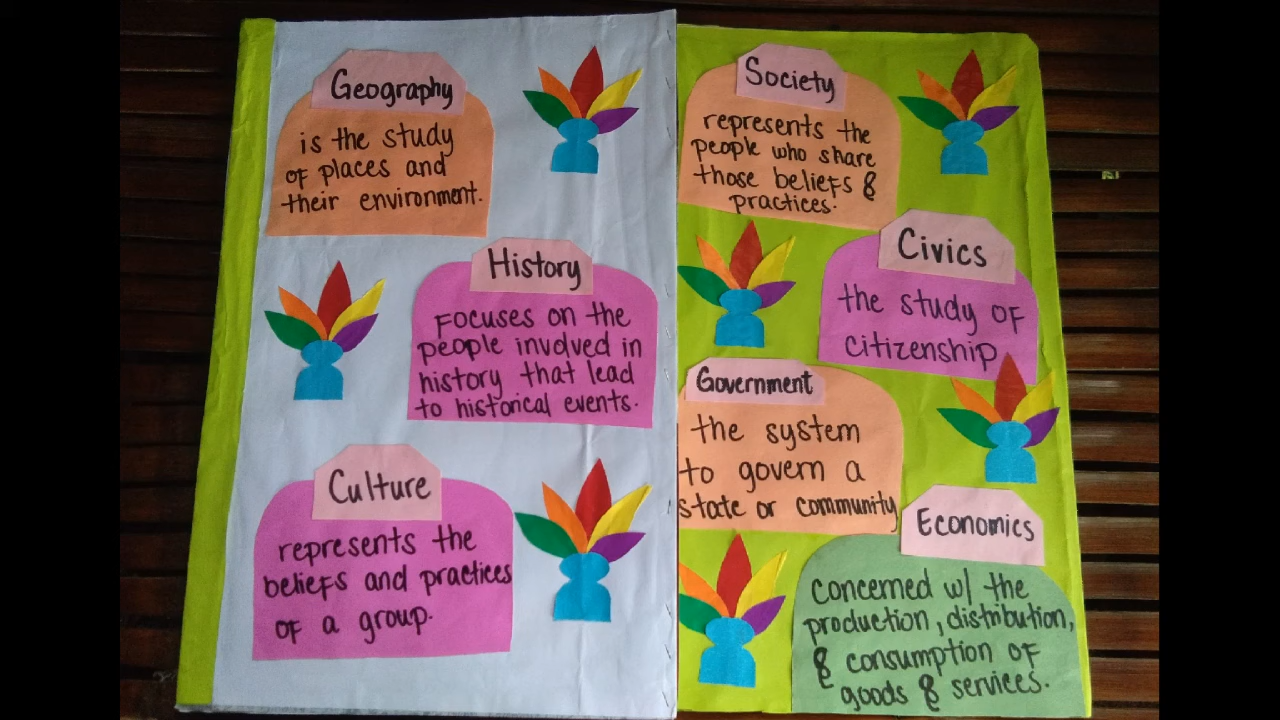 Geography
is the study
of places and
their environment.
History
Focuses on the
people involved in
history that lead
to historical events.
Culture
represents the
beliefs and practices
of a group.
Society
represents the
people who share
those beliefs &
practices.
Civics
the study of
citizenship
Government
the system
to govern a
state or community
Economics
concerned w/ the
production, distribution,
& consumption of
goods & services.